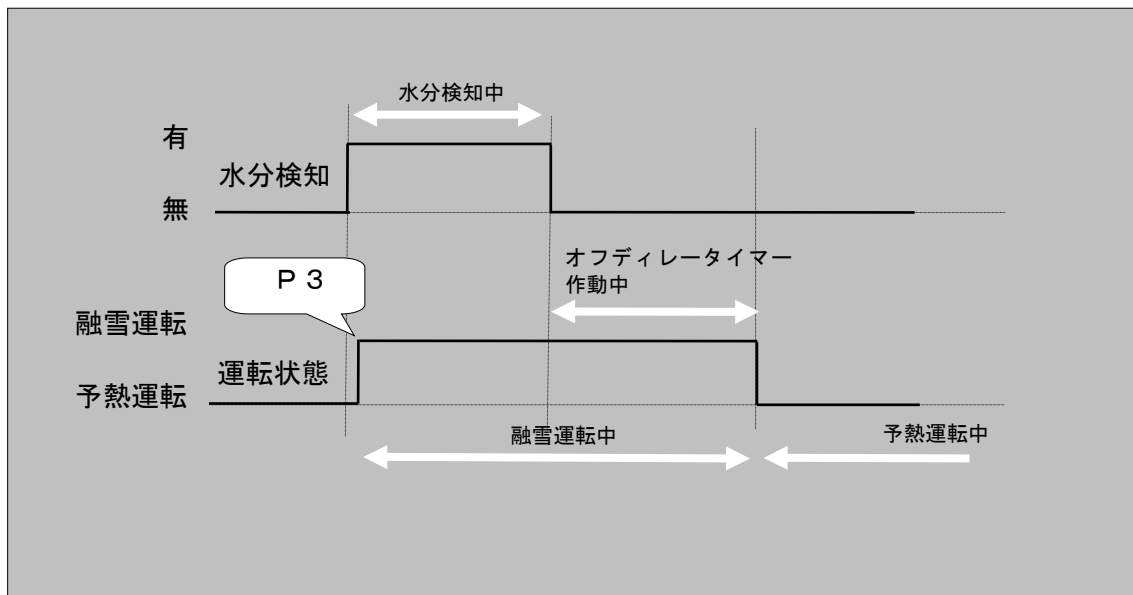 水分検知中
有
水分検知
無
オフディレータイマー
作動中
Ｐ３
融雪運転
運転状態
予熱運転
融雪運転中
予熱運転中